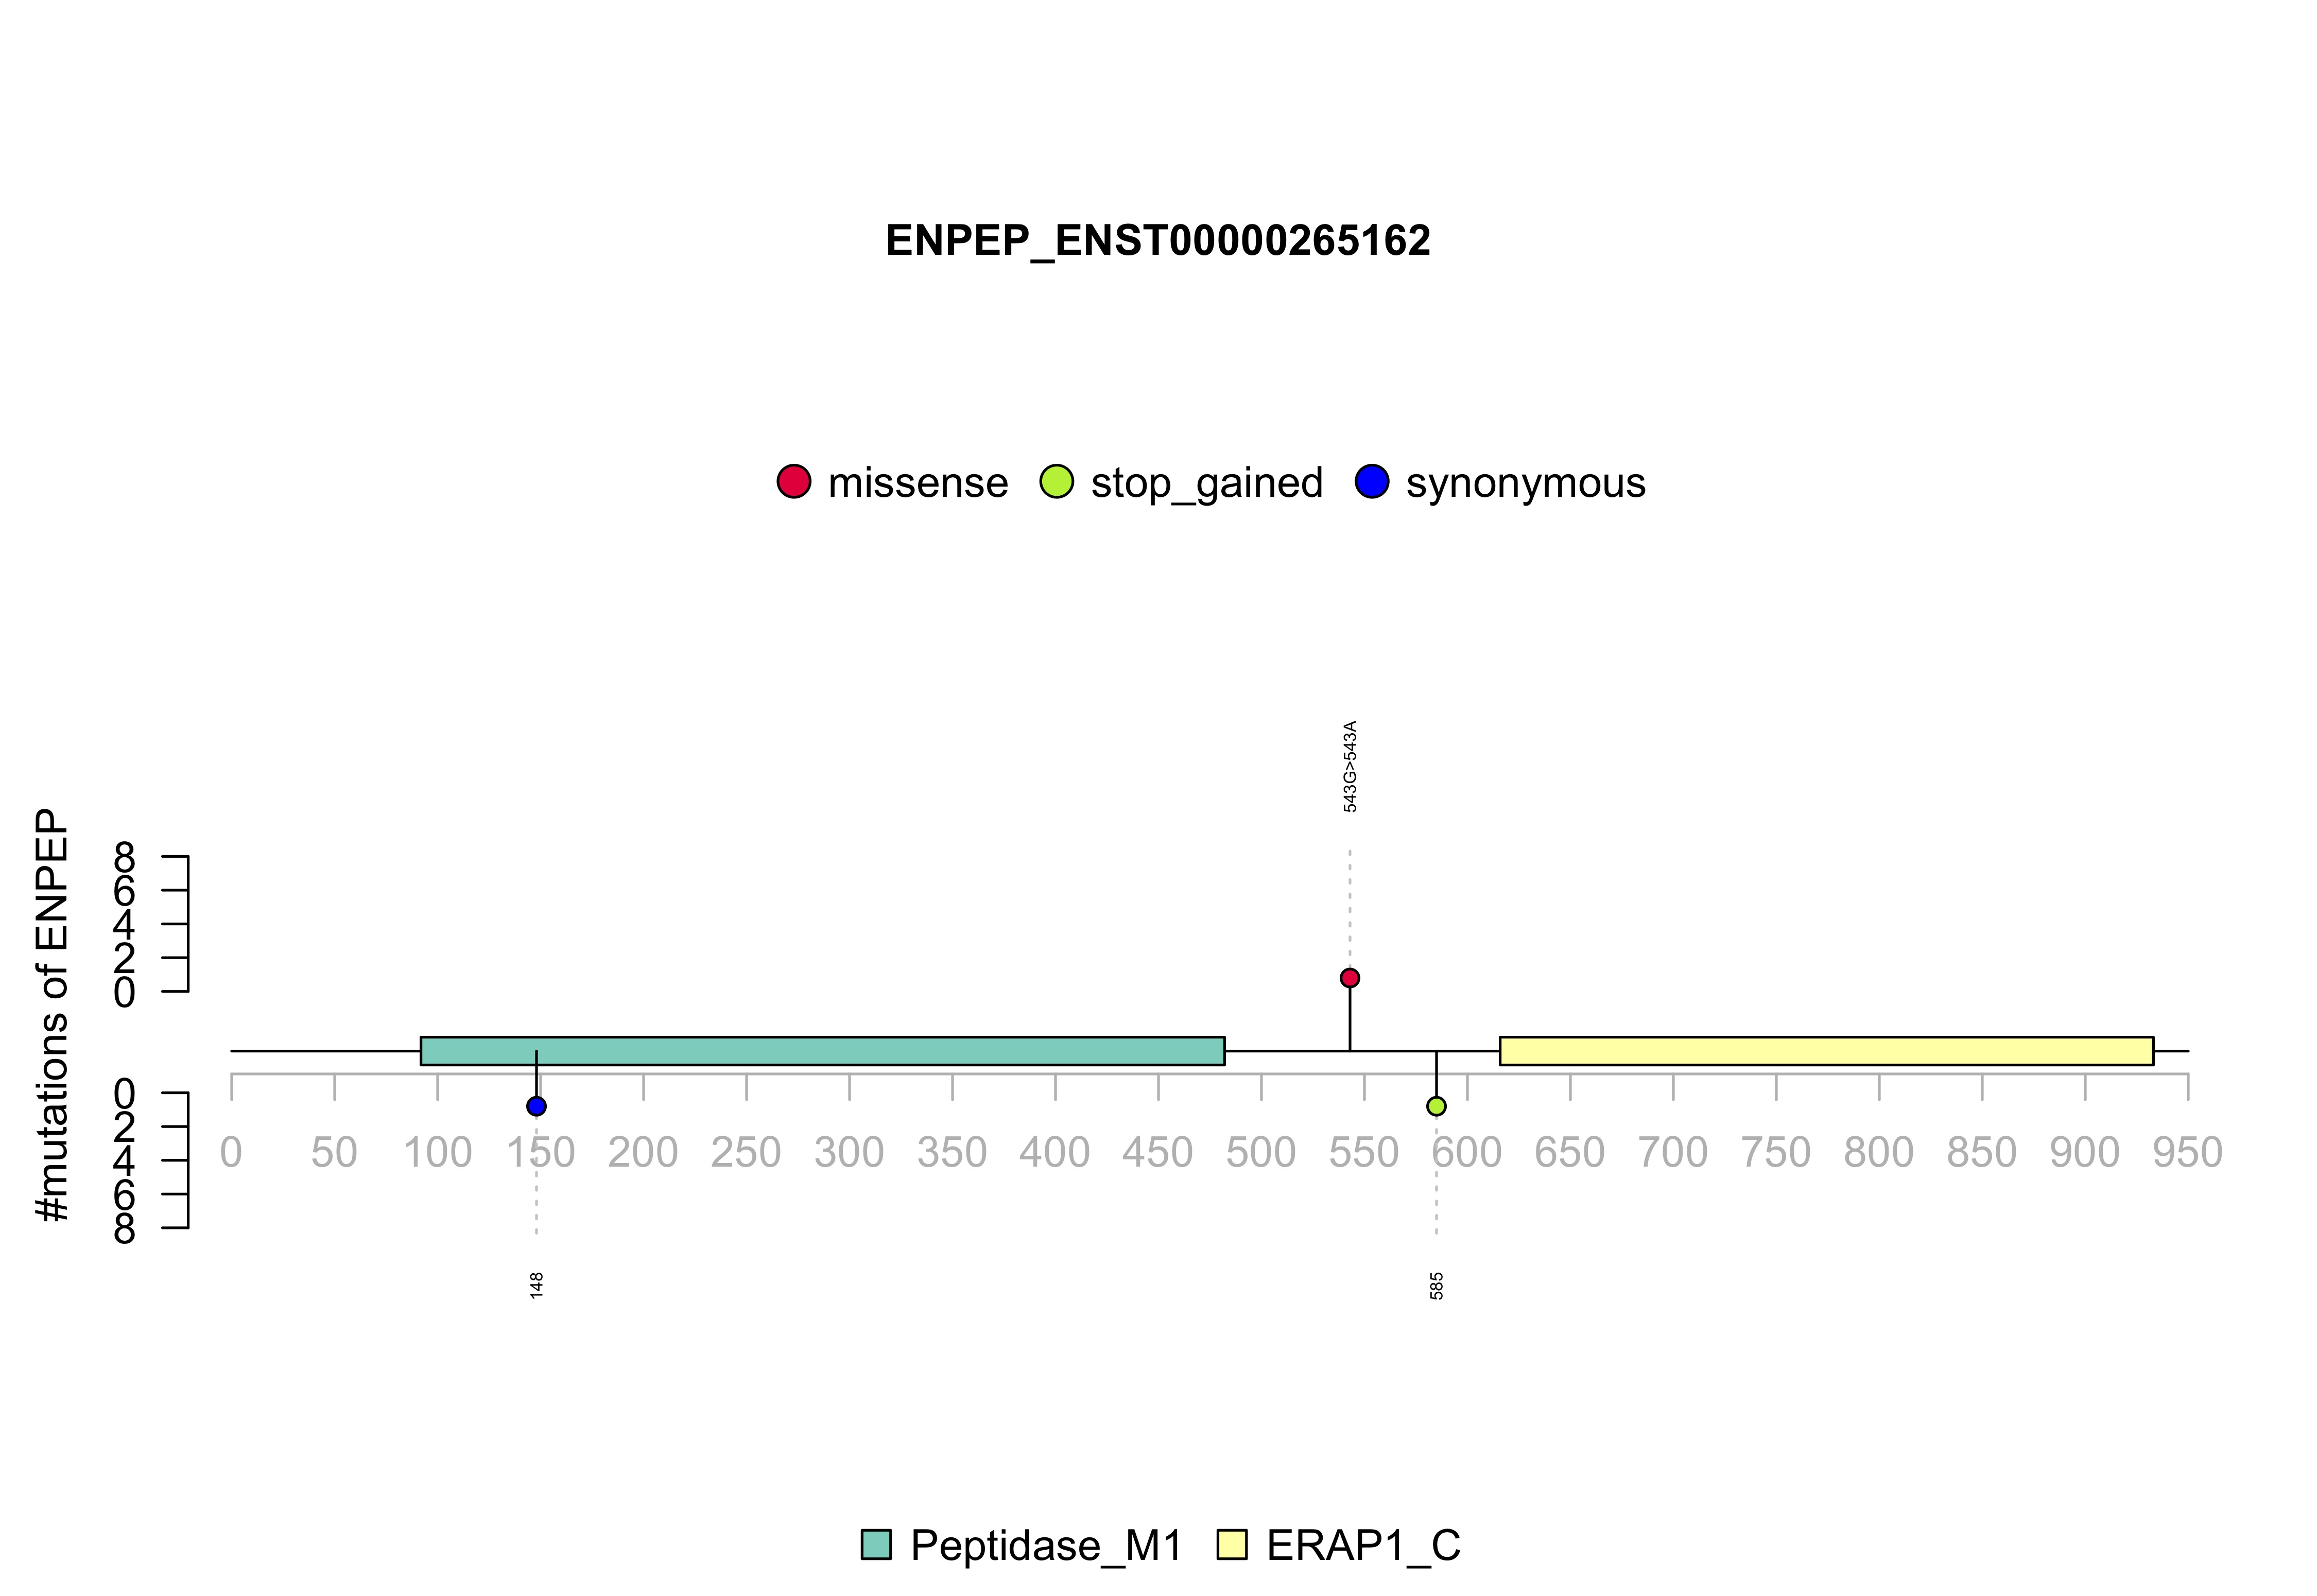 ENPEP_ENST00000265162
missense stop_gained synonymous
543G>543A
#mutations of ENPEP
8
6
4
2
0
0
2
4
6
8
0 50 100 150 200 250 300 350 400 450 500 550 600 650 700 750 800 850 900 950
148 585
Peptidase_M1 ERAP1_C